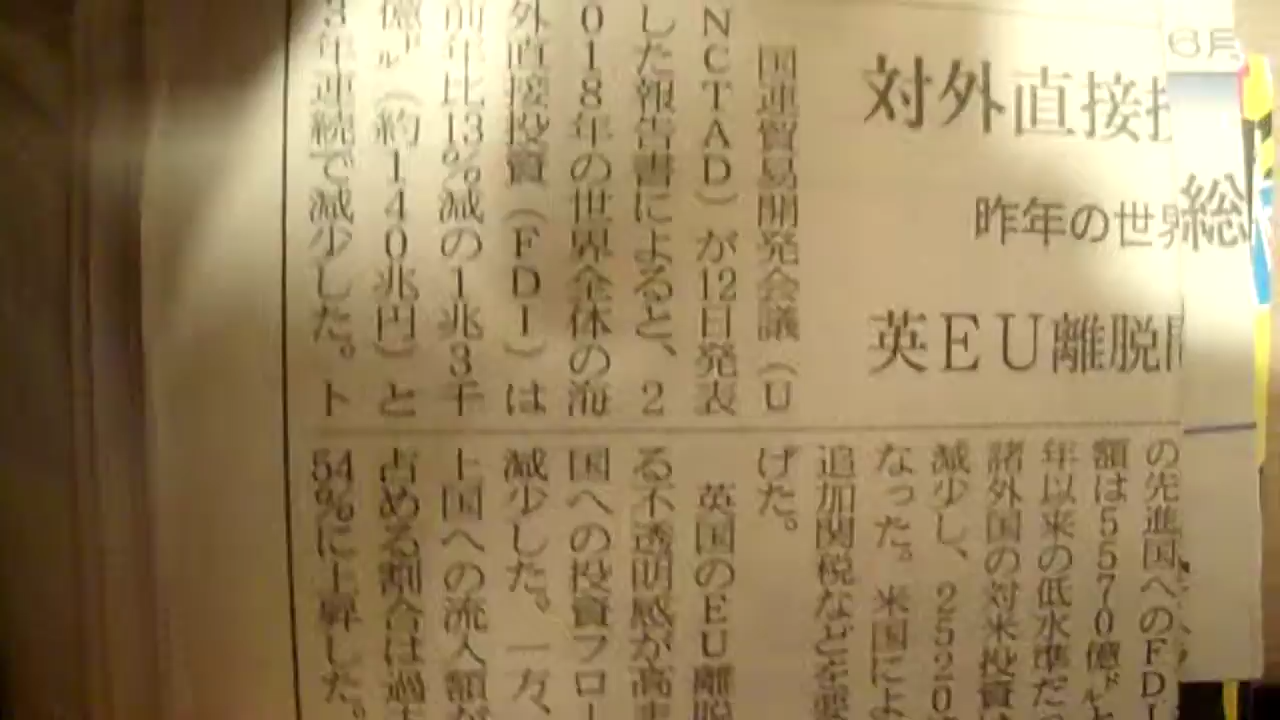 6月
総
対外直接
昨年の世界
英EU離脱
国連貿易開発会議(U
NCTAD)が12日発表
した報告書によると、2
018年の世界全体の海
外直接投資(FDI)は
前年比13%減の1兆3千
億ドル(約140兆円)と
3年連続で減少した。ト
の先進国へのFD
額は5570億ドルと
年以来の低水準だ
諸外国の対米投資
減少し、2520
なった。米国によ
追加関税などを
げた。
英国のEU離脱
る不透明感が高ま
国への投資フロー
減少した。一方、
上国への流入額が
占める割合は過
54%に上昇した。